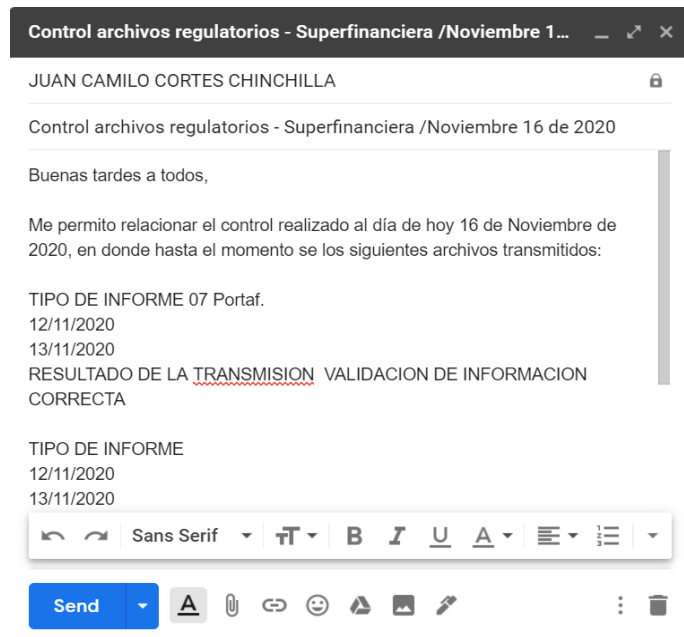 Control archivos regulatorios - Superfinanciera /Noviembre 1...
JUAN CAMILO CORTES CHINCHILLA
Control archivos regulatorios - Superfinanciera /Noviembre 16 de 2020
Buenas tardes a todos,
Me permito relacionar el control realizado al día de hoy 16 de Noviembre de
2020, en donde hasta el momento se los siguientes archivos transmitidos:
TIPO DE INFORME 07 Portaf.
12/11/2020
13/11/2020
RESULTADO DE LA TRANSMISION  VALIDACION DE INFORMACION
CORRECTA
TIPO DE INFORME
12/11/2020
13/11/2020
Sans Serif
Send